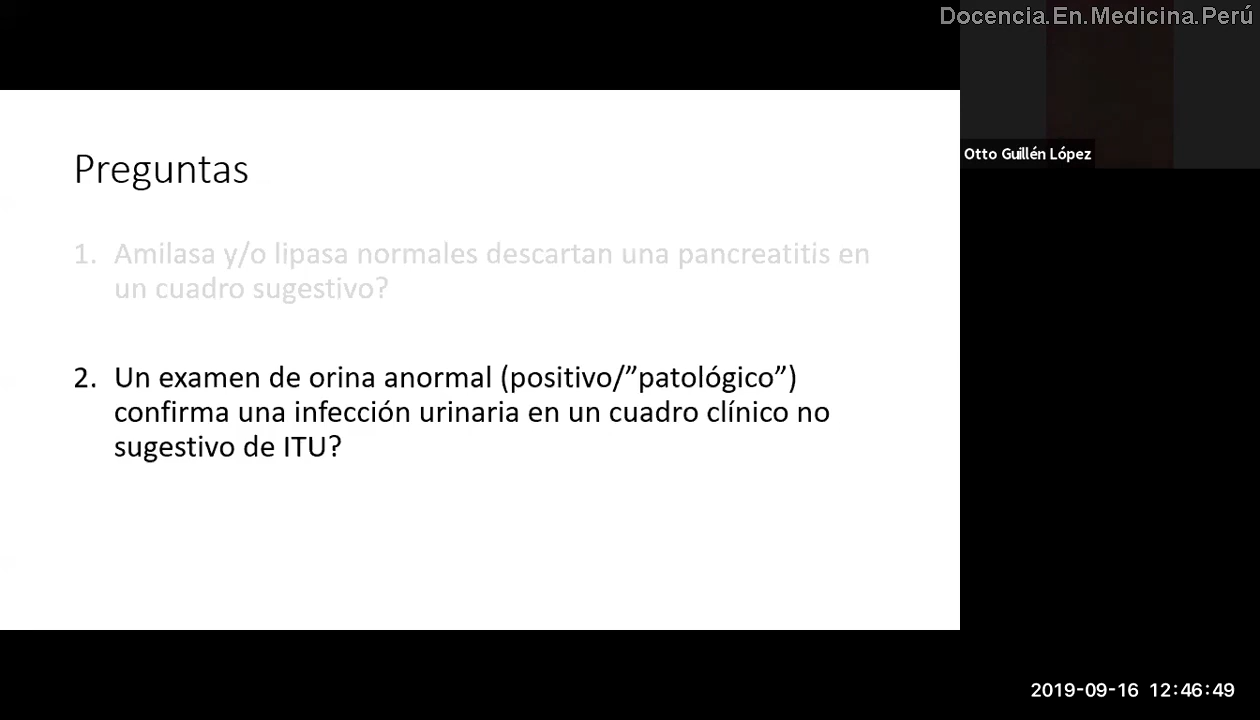 Docencia.En.Medicina.Perú
Otto Guillén López
Preguntas
1. Amilasa y/o lipasa normales descartan una pancreatitis en
un cuadro sugestivo?
2. Un examen de orina anormal (positivo/”patológico”)
confirma una infección urinaria en un cuadro clínico no
sugestivo de ITU?
2019-09-16 12:46:49